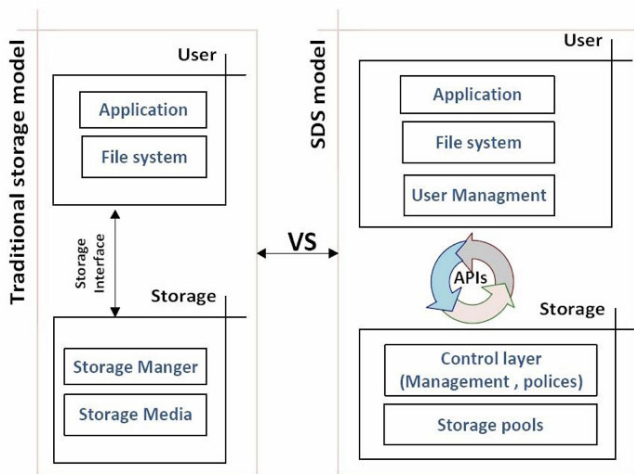 Traditional storage model
User
Application
File system
Storage
Interface
Storage
Storage Manger
Storage Media
VS
SDS model
User
Application
File system
User Managment
APIs
Storage
Control layer
(Management , polices)
Storage pools